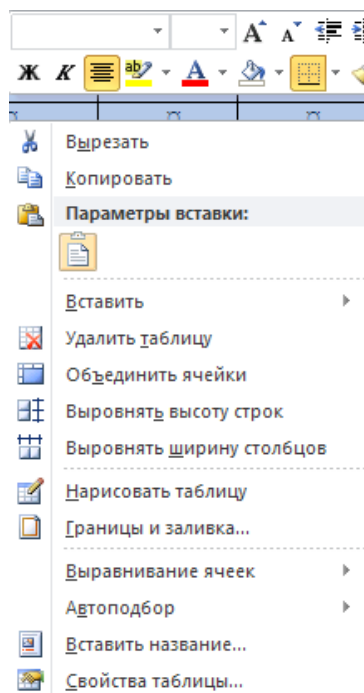 А А
Ж К ab А
Вырезать
Копировать
Параметры вставки:
Вставить
Удалить таблицу
Объединить ячейки
Выровнять высоту строк
Выровнять ширину столбцов
Нарисовать таблицу
Границы и заливка...
Выравнивание ячеек
Автоподбор
Вставить название...
Свойства таблицы...